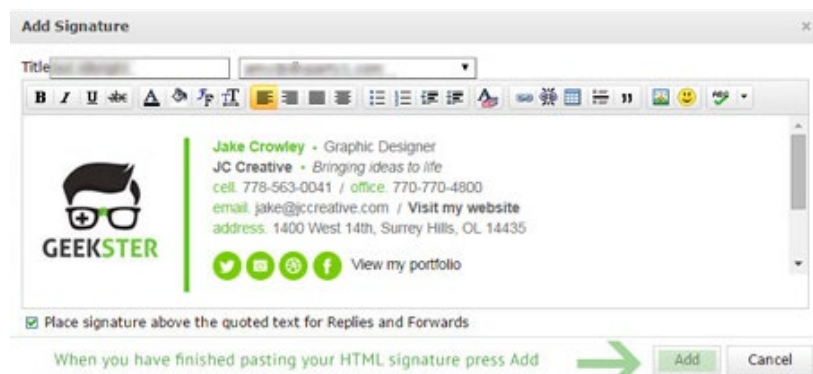 Add Signature
Title
Jake Crowley • Graphic Designer
JC Creative • Bringing ideas to life
cell. 778-563-0041 / office. 770-770-4800
email. jake@jccreative.com / Visit my website
address. 1400 West 14th, Surrey Hills, OL 14435
GEEKSTER
View my portfolio
Place signature above the quoted text for Replies and Forwards
When you have finished pasting your HTML signature press Add
Add Cancel